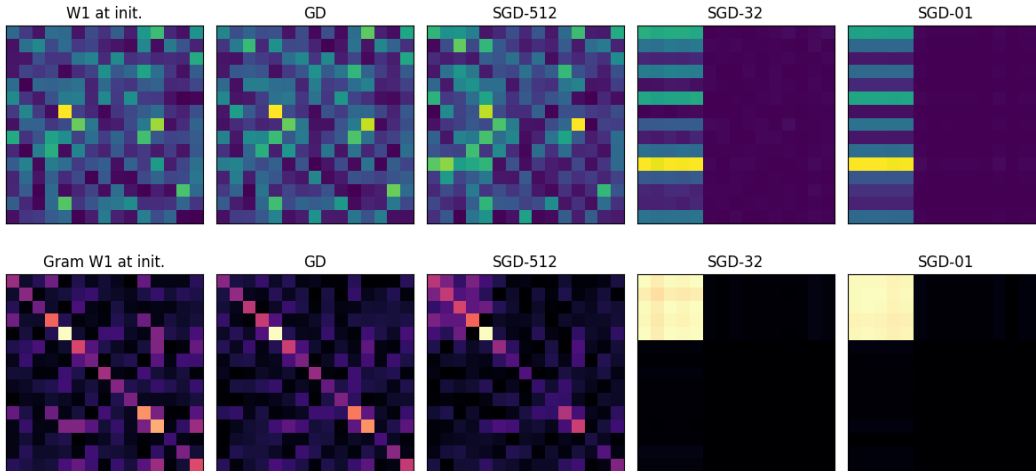 W1 at init. GD SGD-512 SGD-32 SGD-01
Gram W1 at init. GD SGD-512 SGD-32 SGD-01